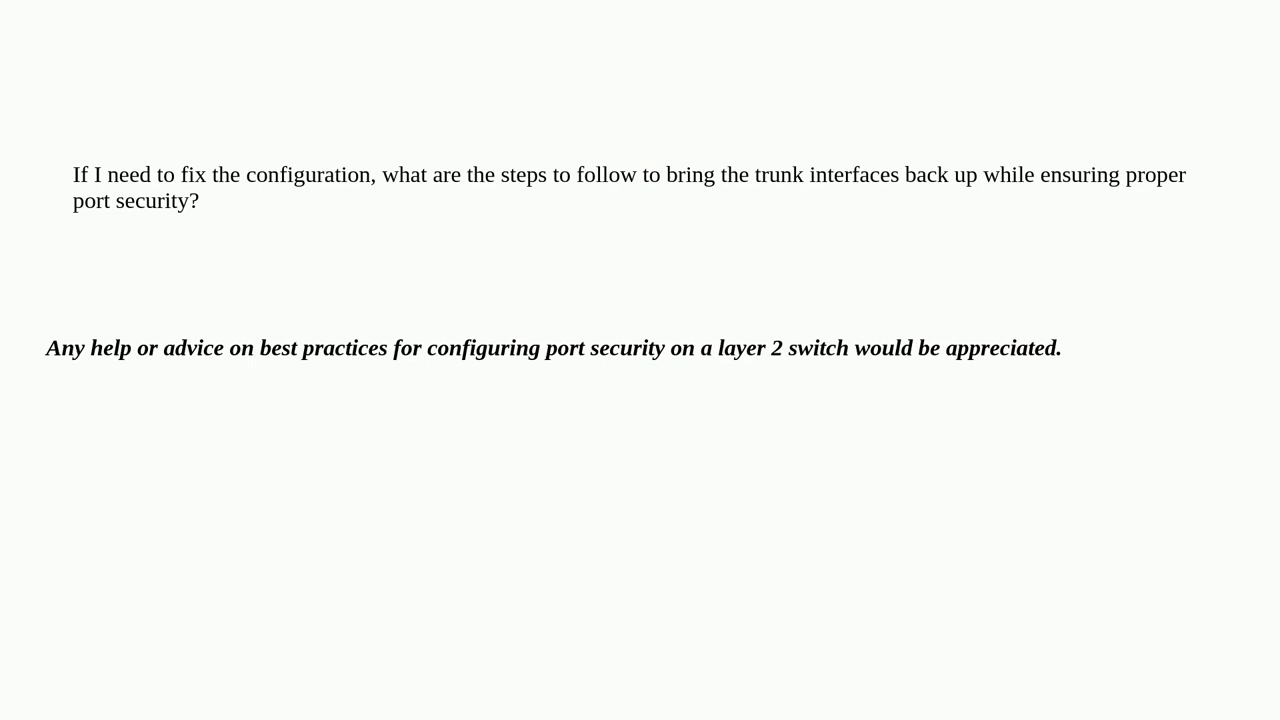 If I need to fix the configuration, what are the steps to follow to bring the trunk interfaces back up while ensuring proper
port security?
Any help or advice on best practices for configuring port security on a layer 2 switch would be appreciated.